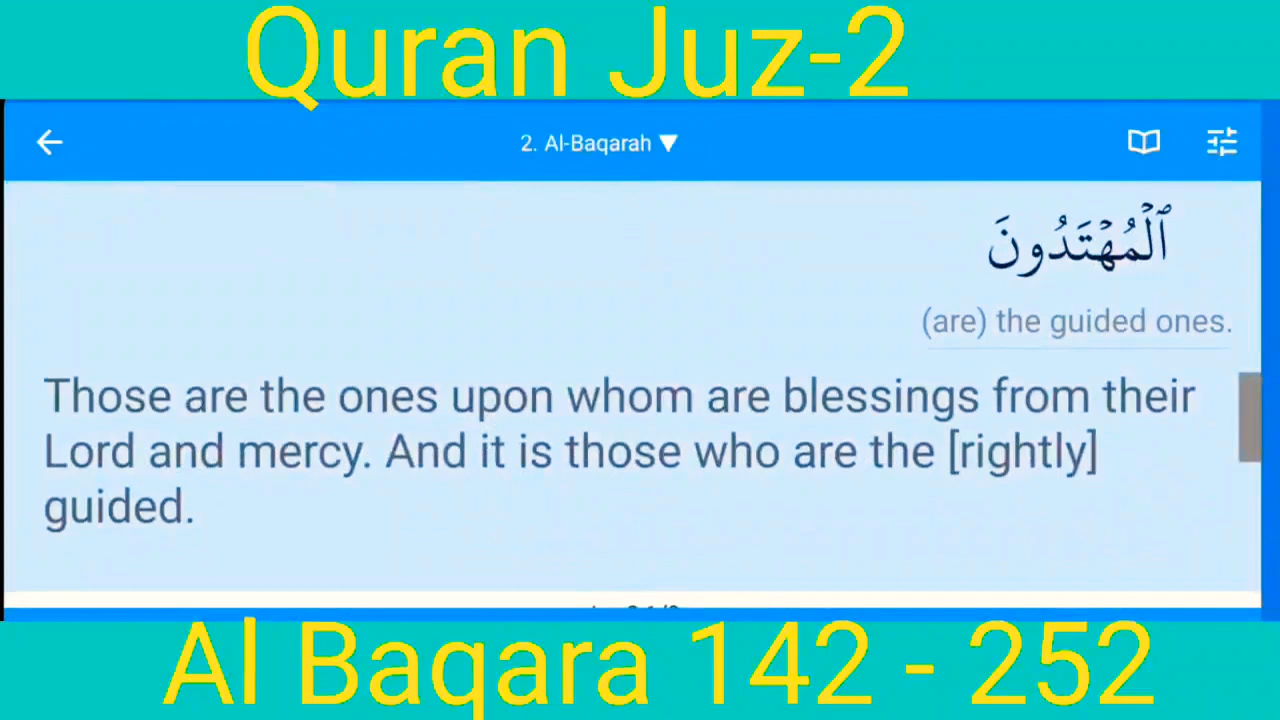 Quran Juz-2
2. Al-Baqarah ▼
ٱلۡمُهۡتَدُونَ
(are) the guided ones.
Those are the ones upon whom are blessings from their
Lord and mercy. And it is those who are the [rightly]
guided.
Al Baqara 142 - 252